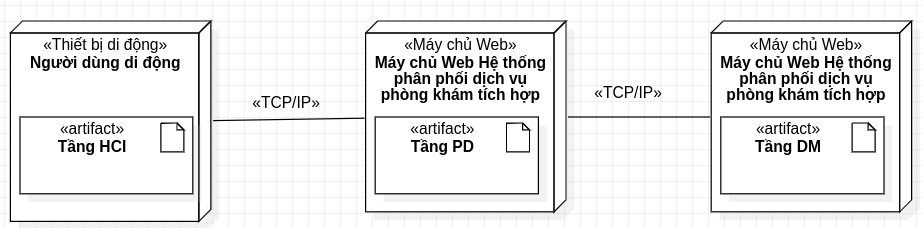 «Thiết bị di động»
Người dùng di động
«artifact»
Tầng HCI
«TCP/IP»
«Máy chủ Web»
Máy chủ Web Hệ thống
phân phối dịch vụ
phòng khám tích hợp
«artifact»
Tầng PD
«TCP/IP»
«Máy chủ Web»
Máy chủ Web Hệ thống
phân phối dịch vụ
phòng khám tích hợp
«artifact»
Tầng DM